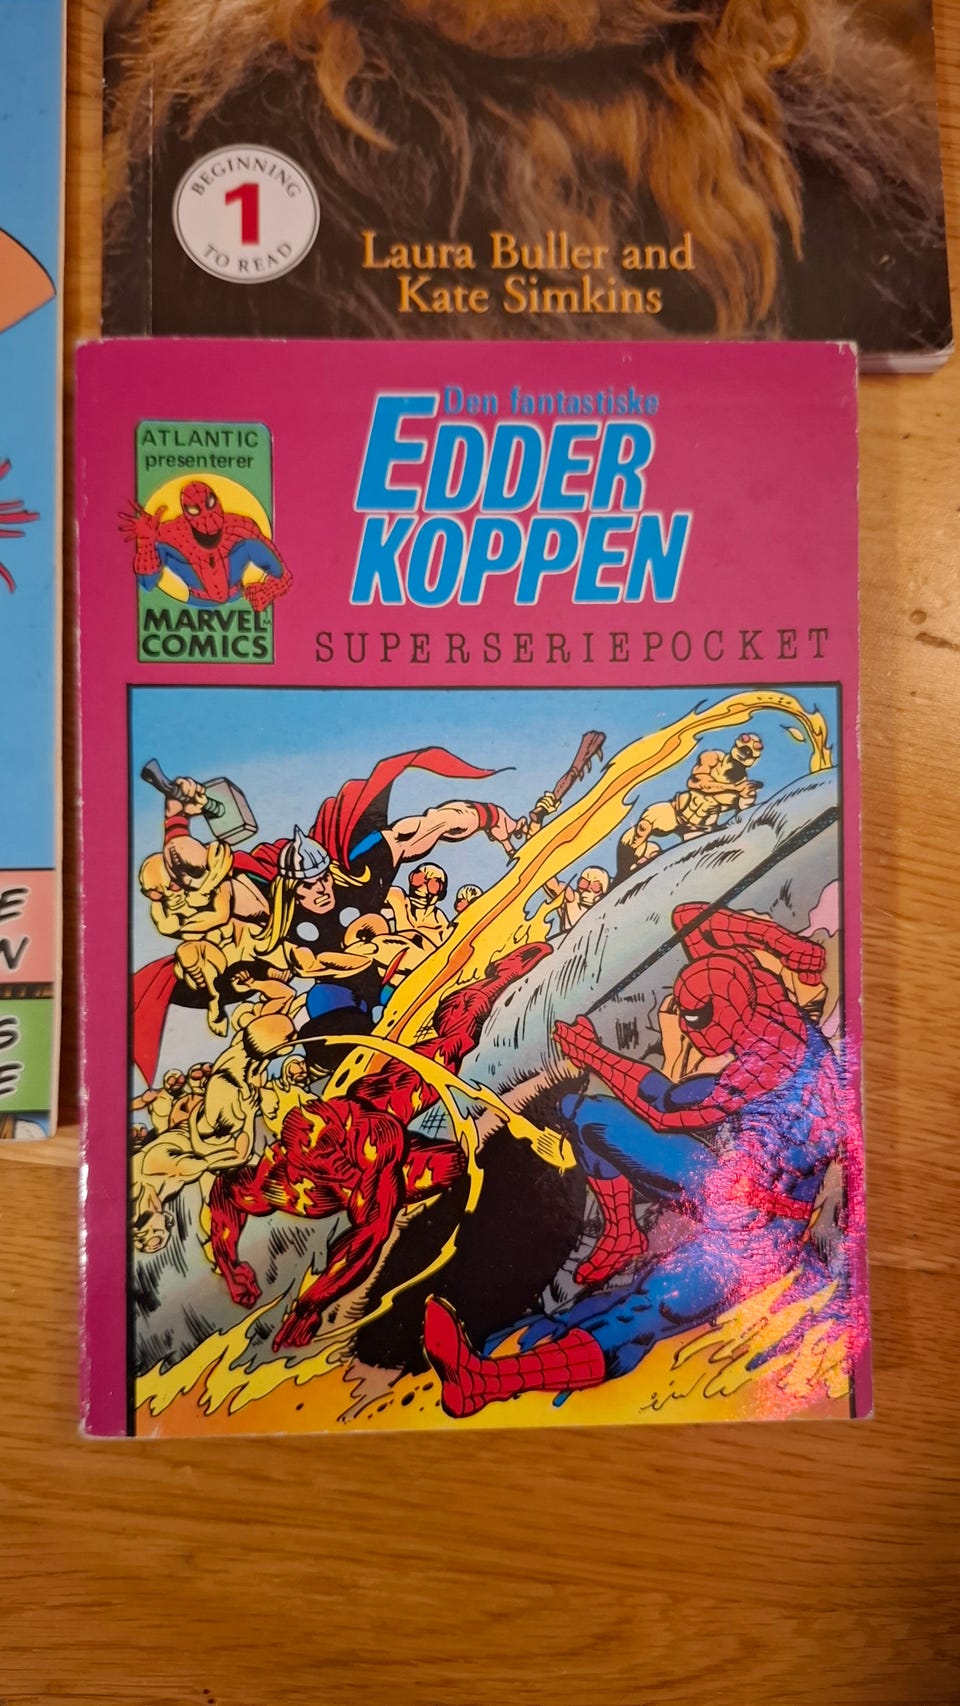 BEGINNING
1
TO READ
Laura Buller and
Kate Simkins
Den fantastiske
EDDER
KOPPEN
ATLANTIC
presenterer
MARVEL
COMICS
SUPERSERIEPOCKET
E
N
S
E